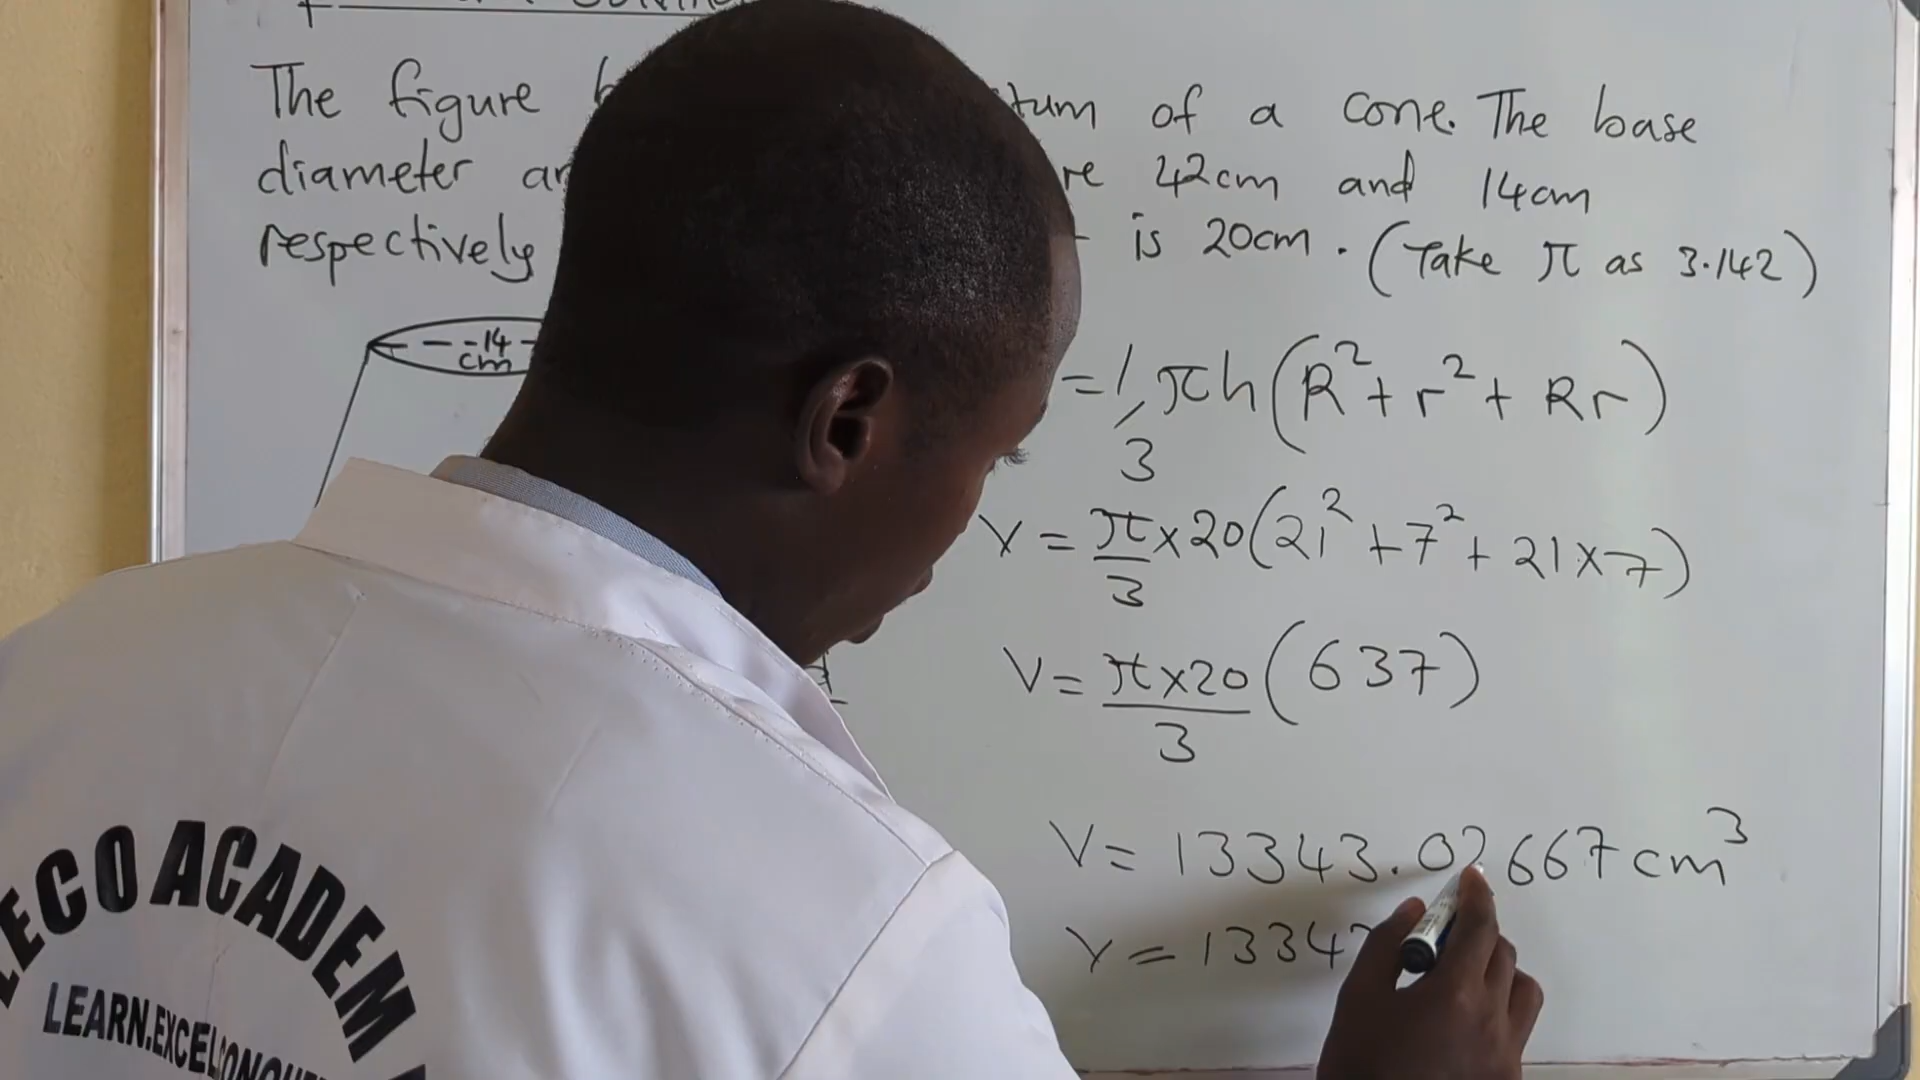 The figure b tum of a cone. The base
diameter re 42cm and 14cm
respectively is 20cm. (Take π as 3.142)
14
cm
= 1/3 πh(R² + r² + Rr)
V = π/3 × 20(21² + 7² + 21×7)
V = π×20/3 (637)
V = 13343.02667 cm³
V = 1334
LECO ACADEM
LEARN.EXCEL.CONQUE